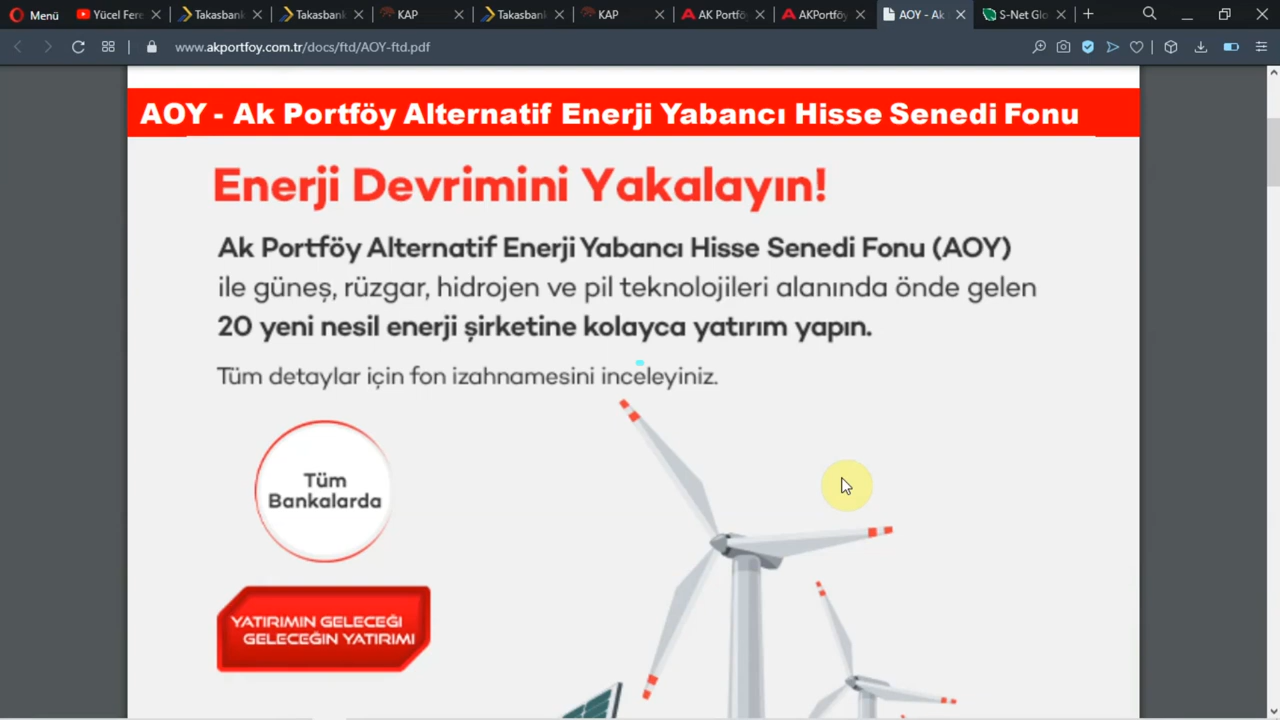 Menü
Yücel Fere
Takasbank
Takasbank
KAP
Takasbank
KAP
AK Portfö
AKPortföy
AOY - Ak
S-Net Glo
www.akportfoy.com.tr/docs/ftd/AOY-ftd.pdf
AOY - Ak Portföy Alternatif Enerji Yabancı Hisse Senedi Fonu
Enerji Devrimini Yakalayın!
Ak Portföy Alternatif Enerji Yabancı Hisse Senedi Fonu (AOY)
ile güneş, rüzgar, hidrojen ve pil teknolojileri alanında önde gelen
20 yeni nesil enerji şirketine kolayca yatırım yapın.
Tüm detaylar için fon izahnamesini inceleyiniz.
Tüm
Bankalarda
YATIRIMIN GELECEĞİ
GELECEĞİN YATIRIMI